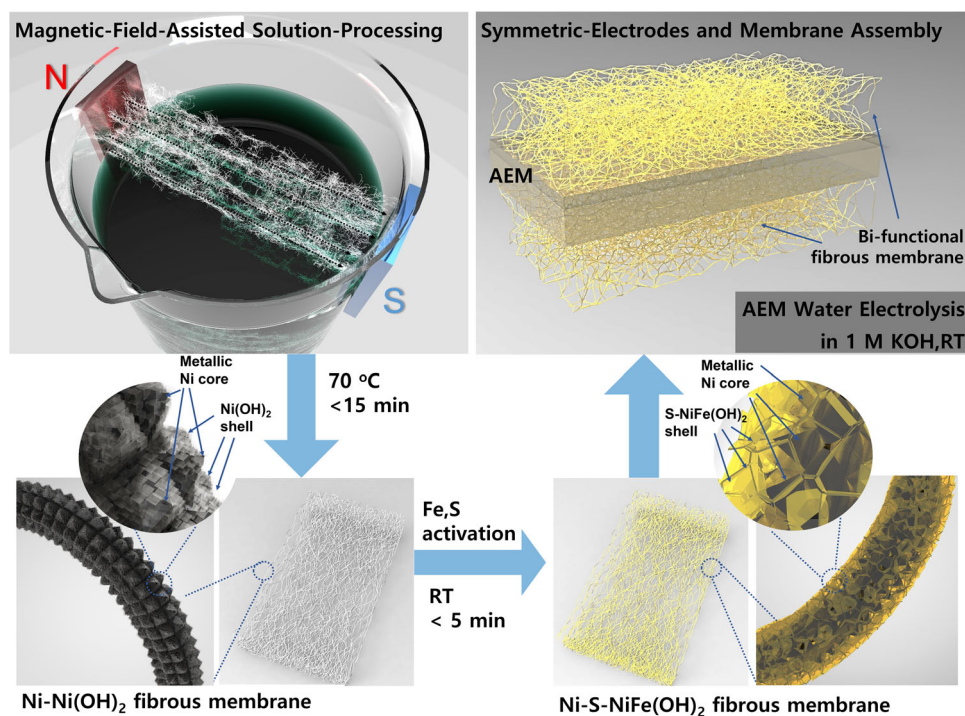 Magnetic-Field-Assisted Solution-Processing
N
S
Symmetric-Electrodes and Membrane Assembly
AEM
Bi-functional
fibrous membrane
AEM Water Electrolysis
in 1 M KOH,RT
70 °C
<15 min
Metallic
Ni core
Ni(OH)₂
shell
Fe,S
activation
RT
< 5 min
Metallic
Ni core
S-NiFe(OH)₂
shell
Ni-Ni(OH)₂ fibrous membrane
Ni-S-NiFe(OH)₂ fibrous membrane